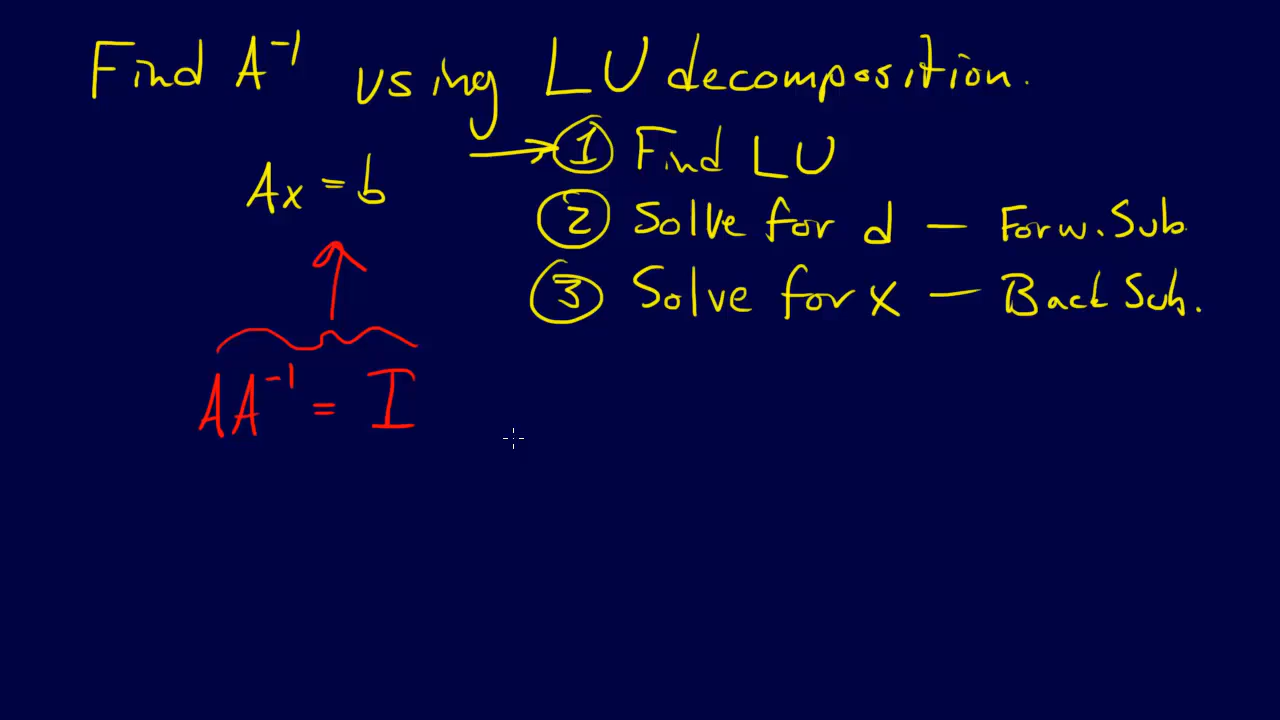 Find A⁻¹ using LU decomposition.
① Find LU
Ax = b
② Solve for d — Forw. Sub
③ Solve for x — Back Sub.
AA⁻¹ = I